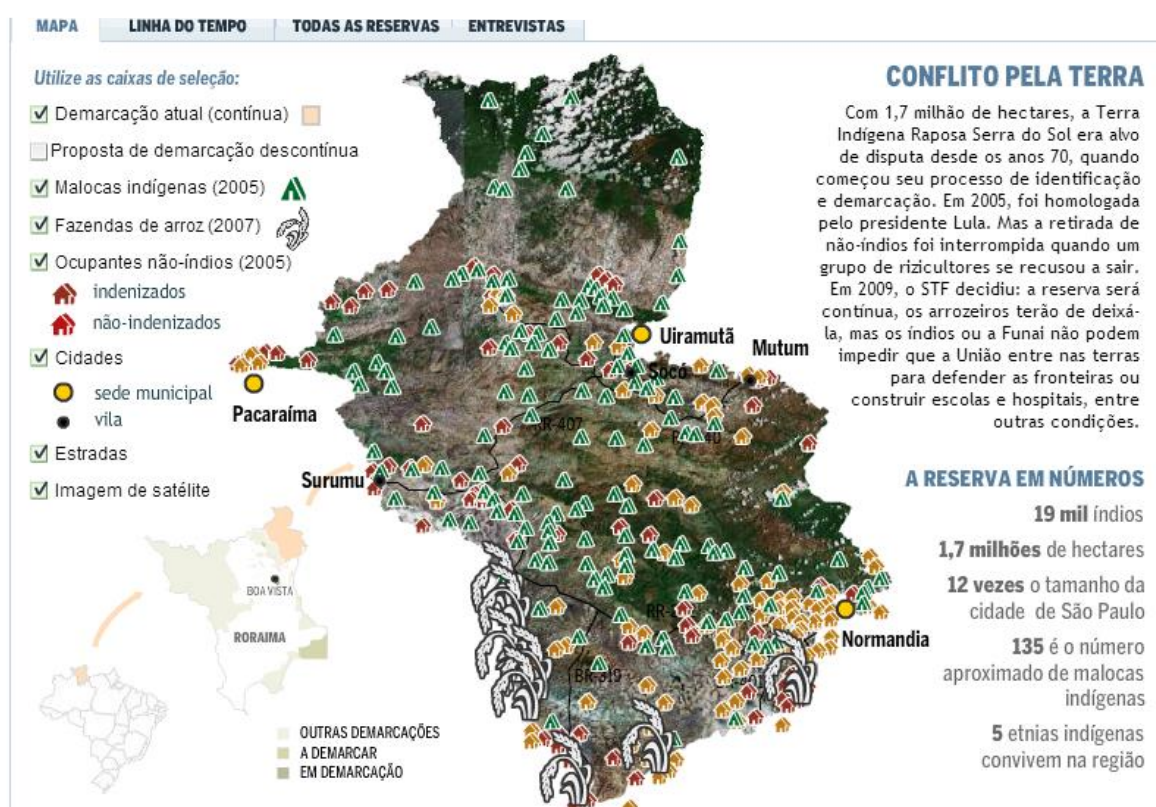 MAPA
LINHA DO TEMPO
TODAS AS RESERVAS
ENTREVISTAS
Utilize as caixas de seleção:
Demarcação atual (contínua)
Proposta de demarcação descontínua
Malocas indígenas (2005)
Fazendas de arroz (2007)
Ocupantes não-índios (2005)
indenizados
não-indenizados
Cidades
sede municipal
vila
Estradas
Imagem de satélite
Uiramutã
Mutum
Socó
Pacaraíma
RR-407
Surumu
Normandia
BR-319
BOA VISTA
RORAIMA
OUTRAS DEMARCAÇÕES
A DEMARCAR
EM DEMARCAÇÃO
CONFLITO PELA TERRA
Com 1,7 milhão de hectares, a Terra
Indígena Raposa Serra do Sol era alvo
de disputa desde os anos 70, quando
começou seu processo de identificação
e demarcação. Em 2005, foi homologada
pelo presidente Lula. Mas a retirada de
não-índios foi interrompida quando um
grupo de rizicultores se recusou a sair.
Em 2009, o STF decidiu: a reserva será
contínua, os arrozeiros terão de deixá-
la, mas os índios ou a Funai não podem
impedir que a União entre nas terras
para defender as fronteiras ou
construir escolas e hospitais, entre
outras condições.
A RESERVA EM NÚMEROS
19 mil índios
1,7 milhões de hectares
12 vezes o tamanho da
cidade de São Paulo
135 é o número
aproximado de malocas
indígenas
5 etnias indígenas
convivem na região